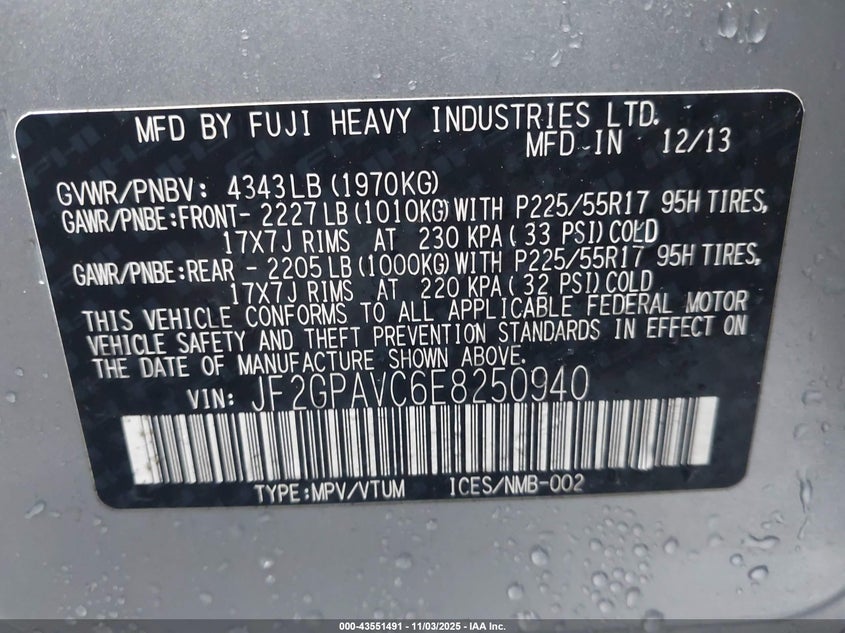 MFD BY FUJI HEAVY INDUSTRIES LTD.
MFD IN 12/13
GVWR/PNBV: 4343LB (1970KG)
GAWR/PNBE:FRONT- 2227 LB (1010KG) WITH P225/55R17 95H TIRES,
17X7J RIMS AT 230 KPA ( 33 PSI) COLD
GAWR/PNBE:REAR - 2205 LB (1000KG) WITH P225/55R17 95H TIRES,
17X7J RIMS AT 220 KPA ( 32 PSI) COLD
THIS VEHICLE CONFORMS TO ALL APPLICABLE FEDERAL MOTOR
VEHICLE SAFETY AND THEFT PREVENTION STANDARDS IN EFFECT ON
THE DATE OF MANUFACTURE SHOWN ABOVE.
VIN: JF2GPAVC6E8250940
TYPE:MPV/VTUM ICES/NMB-002
000-43551491 - 11/03/2025 - IAA Inc.